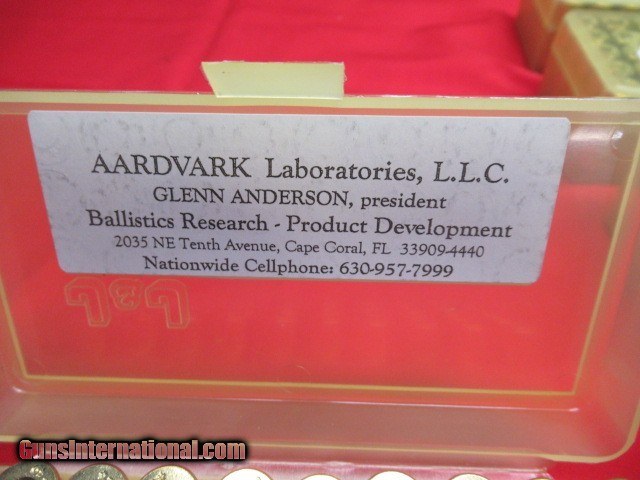 AARDVARK Laboratories, L.L.C.
GLENN ANDERSON, president
Ballistics Research - Product Development
2035 NE Tenth Avenue, Cape Coral, FL 33909-4440
Nationwide Cellphone: 630-957-7999
GunsInternational.com